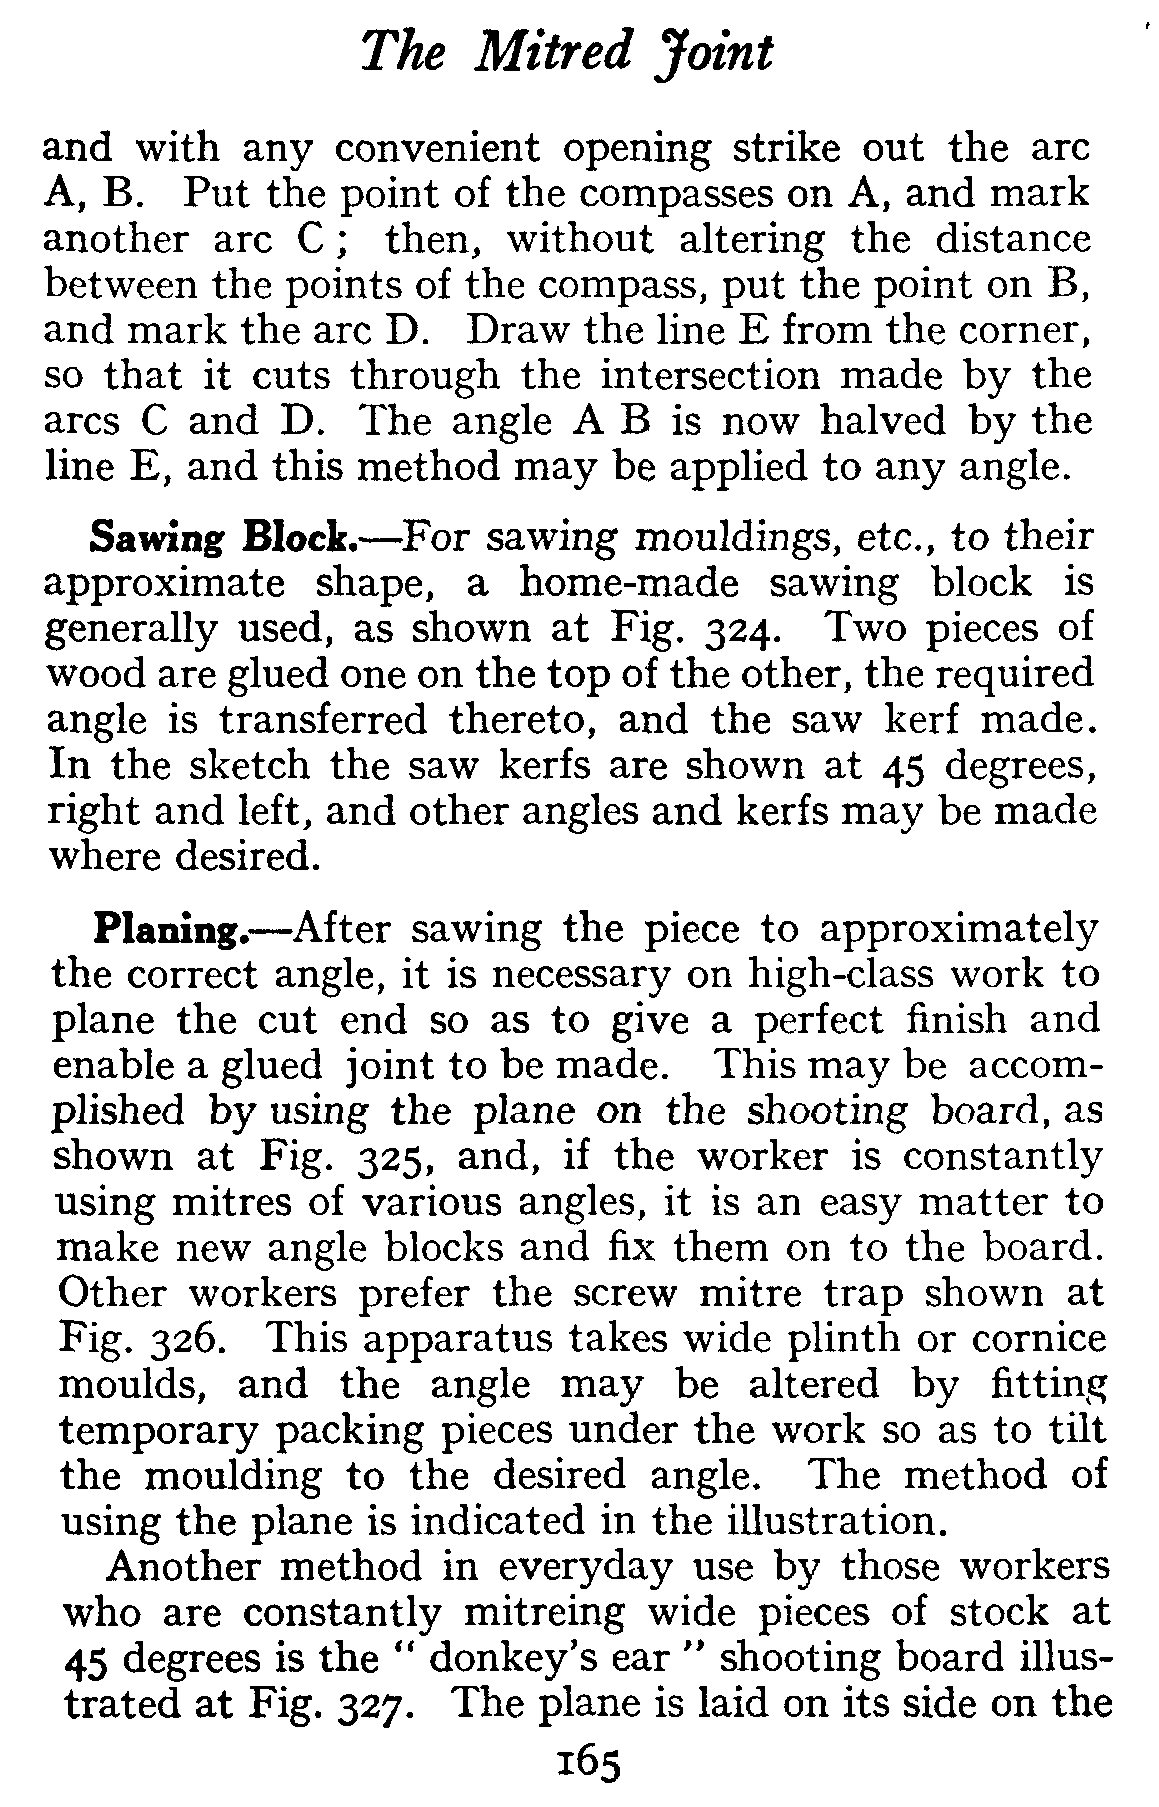 The Mitred Joint
and with any convenient opening strike out the arc
A, B. Put the point of the compasses on A, and mark
another arc C ; then, without altering the distance
between the points of the compass, put the point on B,
and mark the arc D. Draw the line E from the corner,
so that it cuts through the intersection made by the
arcs C and D. The angle A B is now halved by the
line E, and this method may be applied to any angle.
Sawing Block.—For sawing mouldings, etc., to their
approximate shape, a home-made sawing block is
generally used, as shown at Fig. 324. Two pieces of
wood are glued one on the top of the other, the required
angle is transferred thereto, and the saw kerf made.
In the sketch the saw kerfs are shown at 45 degrees,
right and left, and other angles and kerfs may be made
where desired.
Planing.—After sawing the piece to approximately
the correct angle, it is necessary on high-class work to
plane the cut end so as to give a perfect finish and
enable a glued joint to be made. This may be accom-
plished by using the plane on the shooting board, as
shown at Fig. 325, and, if the worker is constantly
using mitres of various angles, it is an easy matter to
make new angle blocks and fix them on to the board.
Other workers prefer the screw mitre trap shown at
Fig. 326. This apparatus takes wide plinth or cornice
moulds, and the angle may be altered by fitting
temporary packing pieces under the work so as to tilt
the moulding to the desired angle. The method of
using the plane is indicated in the illustration.
Another method in everyday use by those workers
who are constantly mitreing wide pieces of stock at
45 degrees is the " donkey's ear " shooting board illus-
trated at Fig. 327. The plane is laid on its side on the
165